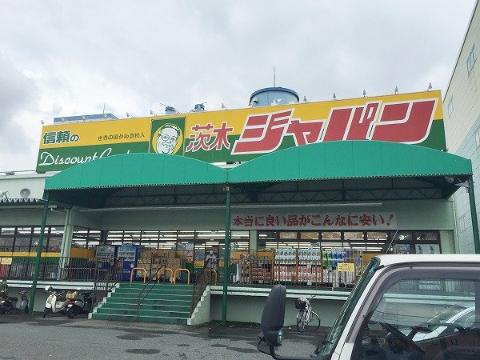 信頼の
茨木
ジャパン
Discount
本当に良い品がこんなに安い!